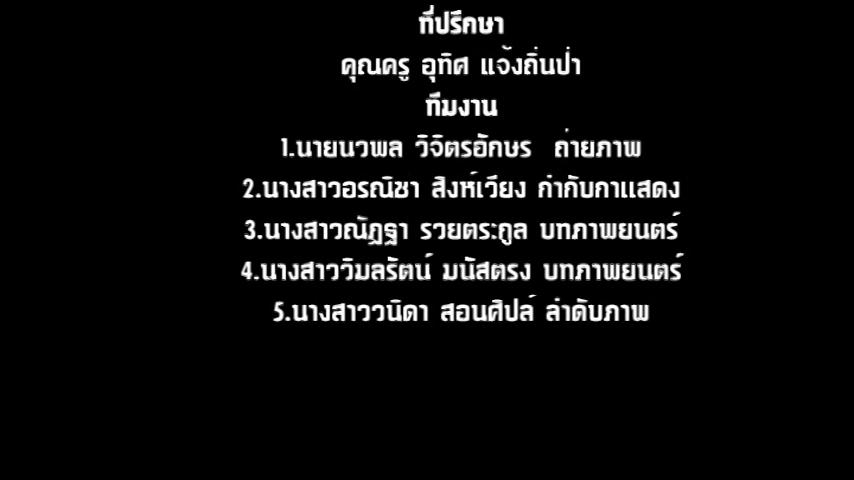 ที่ปรึกษา
คุณครู อุทิศ แจ้งถิ่นป่า
ทีมงาน
1.นายนวพล วิจิตรอักษร ถ่ายภาพ
2.นางสาวอรณิชา สิงห์เวียง กำกับกาแสดง
3.นางสาวณัฏฐา รวยตระกูล บทภาพยนตร์
4.นางสาววิมลรัตน์ มนัสตรง บทภาพยนตร์
5.นางสาววนิดา สอนศิปล์ ลำดับภาพ